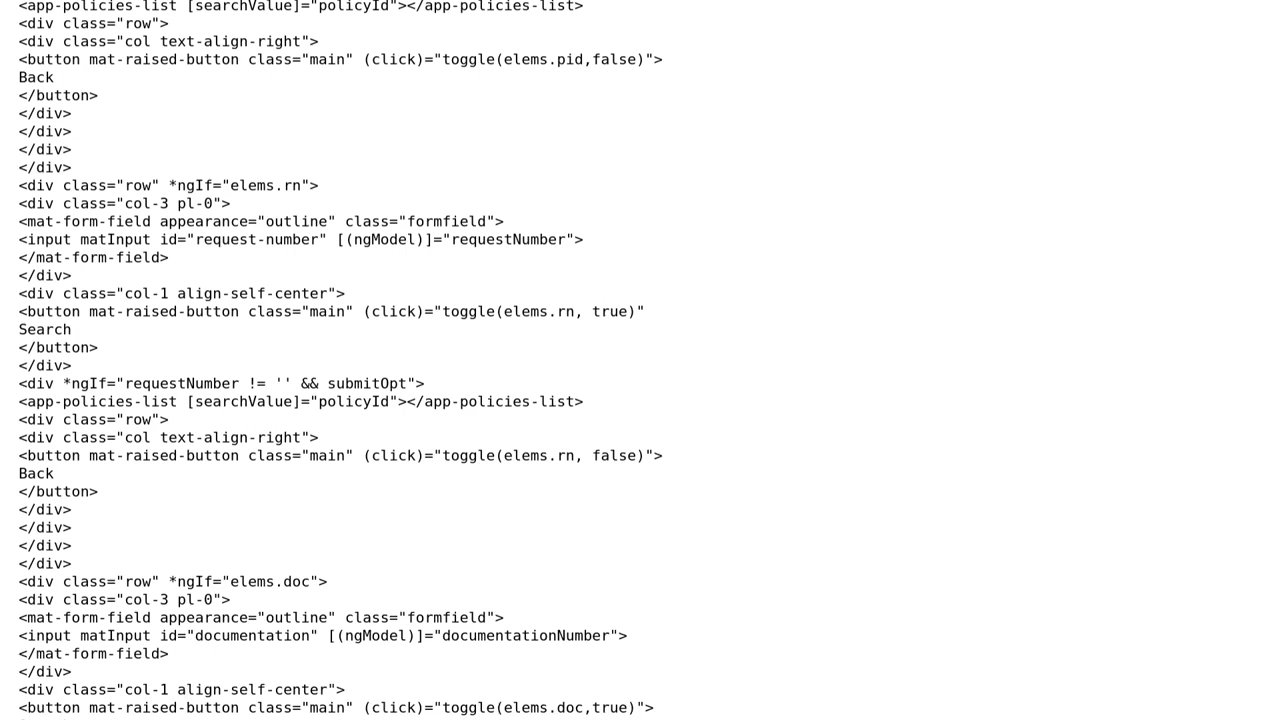 <app-policies-list [searchValue]="policyId"></app-policies-list>
<div class="row">
<div class="col text-align-right">
<button mat-raised-button class="main" (click)="toggle(elems.pid,false)">
Back
</button>
</div>
</div>
</div>
</div>
<div class="row" *ngIf="elems.rn">
<div class="col-3 pl-0">
<mat-form-field appearance="outline" class="formfield">
<input matInput id="request-number" [(ngModel)]="requestNumber">
</mat-form-field>
</div>
<div class="col-1 align-self-center">
<button mat-raised-button class="main" (click)="toggle(elems.rn, true)"
Search
</button>
</div>
<div *ngIf="requestNumber != '' && submitOpt">
<app-policies-list [searchValue]="policyId"></app-policies-list>
<div class="row">
<div class="col text-align-right">
<button mat-raised-button class="main" (click)="toggle(elems.rn, false)">
Back
</button>
</div>
</div>
</div>
</div>
<div class="row" *ngIf="elems.doc">
<div class="col-3 pl-0">
<mat-form-field appearance="outline" class="formfield">
<input matInput id="documentation" [(ngModel)]="documentationNumber">
</mat-form-field>
</div>
<div class="col-1 align-self-center">
<button mat-raised-button class="main" (click)="toggle(elems.doc,true)">